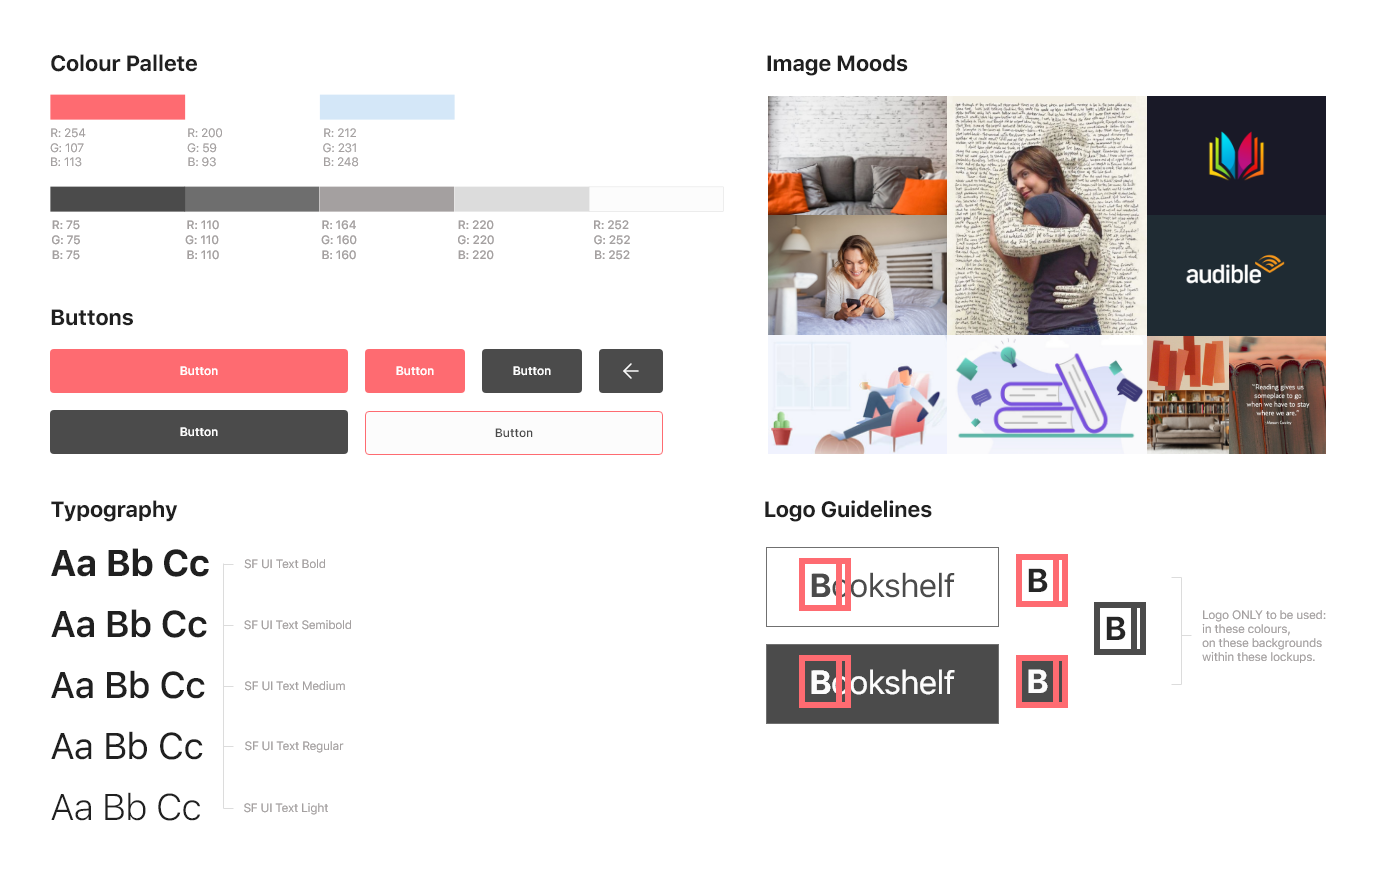 Colour Pallete
R: 254
G: 107
B: 113
R: 200
G: 59
B: 93
R: 212
G: 231
B: 248
R: 75
G: 75
B: 75
R: 110
G: 110
B: 110
R: 164
G: 160
B: 160
R: 220
G: 220
B: 220
R: 252
G: 252
B: 252
Buttons
Button
Button
Button
Button
Button
Typography
Aa Bb Cc
SF UI Text Bold
Aa Bb Cc
SF UI Text Semibold
Aa Bb Cc
SF UI Text Medium
Aa Bb Cc
SF UI Text Regular
Aa Bb Cc
SF UI Text Light
Image Moods
audible
“Reading gives us
someplace to go
when we have to stay
where we are.”
Logo Guidelines
Bookshelf
B
B
Bookshelf
B
Logo ONLY to be used:
in these colours,
on these backgrounds
within these lockups.